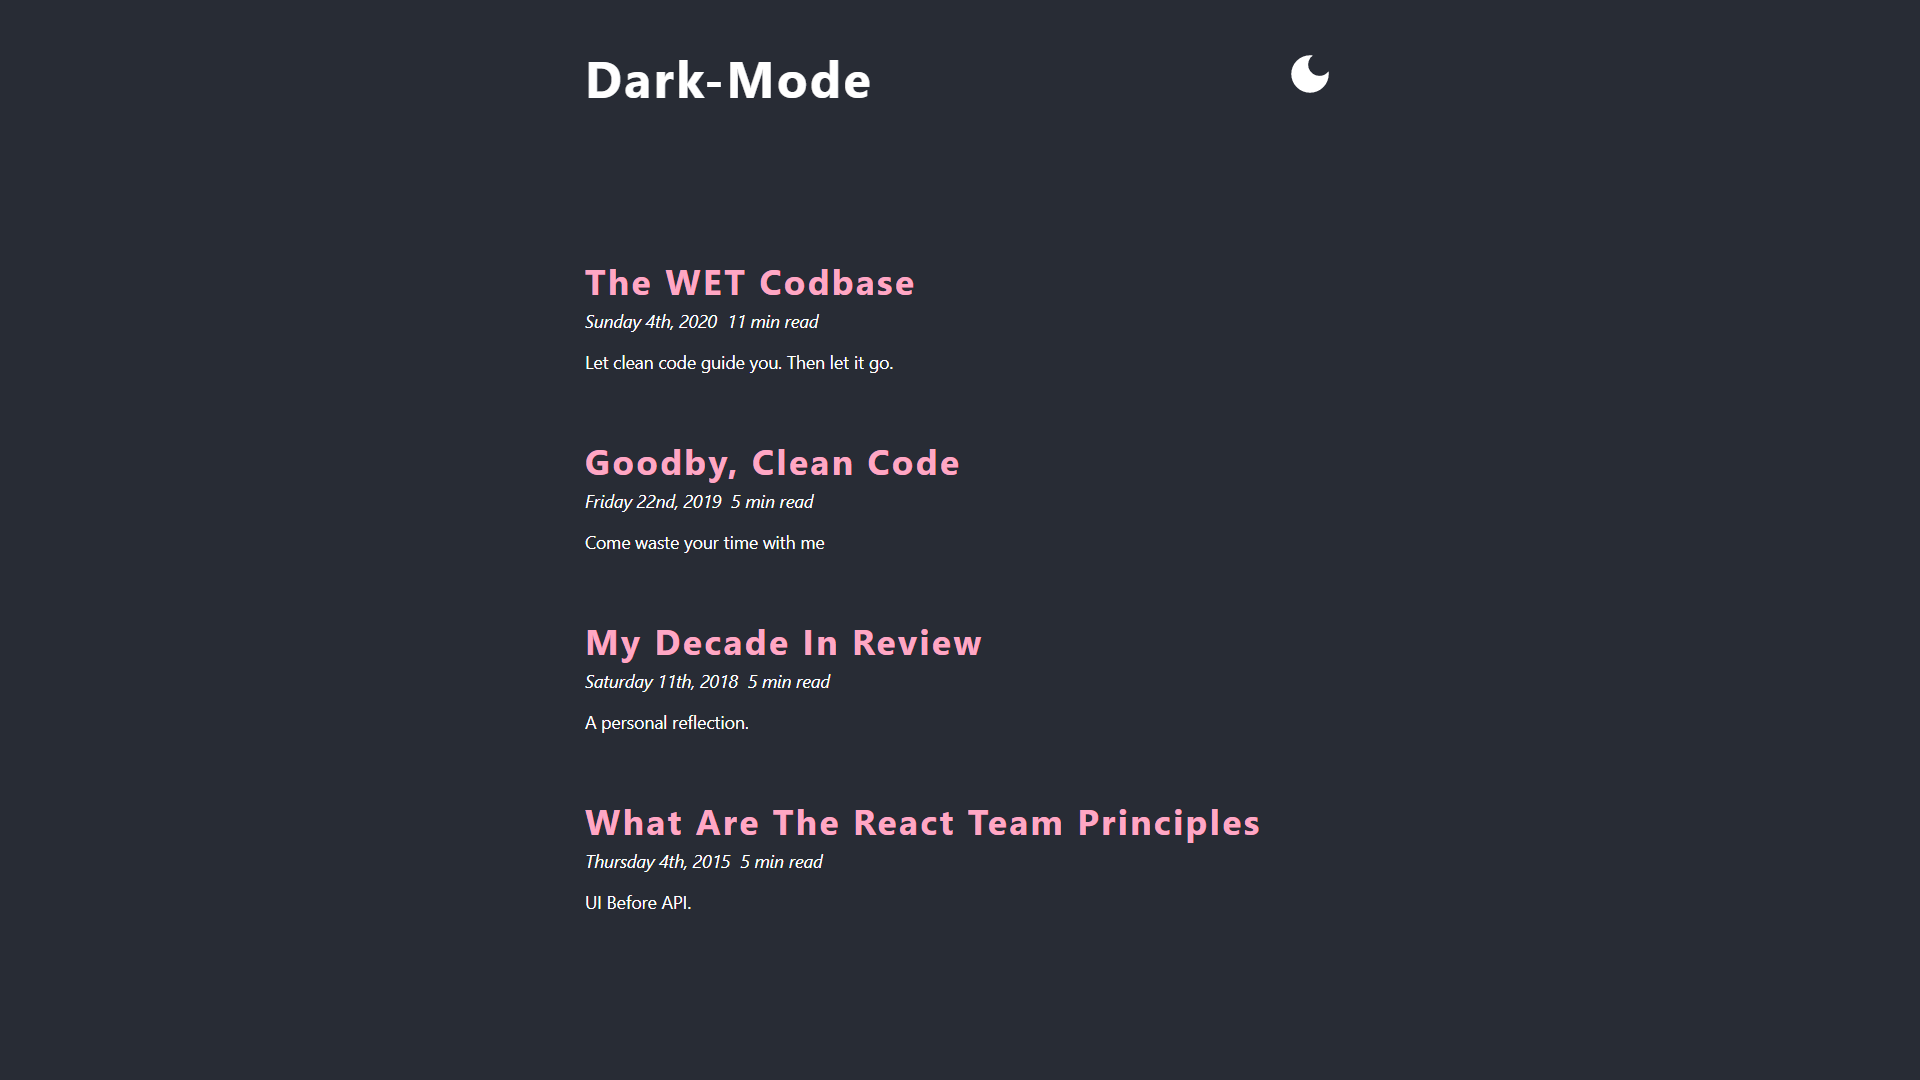 Dark-Mode
The WET Codbase
Sunday 4th, 2020 11 min read
Let clean code guide you. Then let it go.
Goodby, Clean Code
Friday 22nd, 2019 5 min read
Come waste your time with me
My Decade In Review
Saturday 11th, 2018 5 min read
A personal reflection.
What Are The React Team Principles
Thursday 4th, 2015 5 min read
UI Before API.